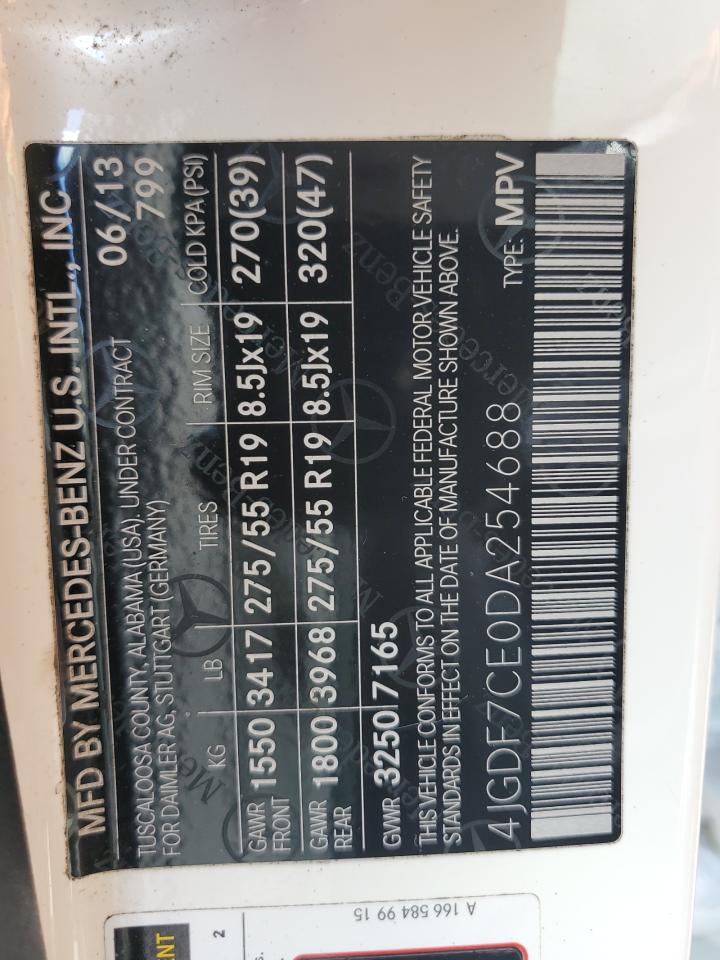 MFD BY MERCEDES-BENZ U.S. INTL., INC
TUSCALOOSA COUNTY, ALABAMA (USA), UNDER CONTRACT 06/13
FOR DAIMLER AG, STUTTGART (GERMANY) 799
KG LB TIRES RIM SIZE COLD KPA (PSI)
GAWR FRONT 1550 3417 275/55 R19 8.5Jx19 270(39)
GAWR REAR 1800 3968 275/55 R19 8.5Jx19 320(47)
GVWR 3250 7165
THIS VEHICLE CONFORMS TO ALL APPLICABLE FEDERAL MOTOR VEHICLE SAFETY
STANDARDS IN EFFECT ON THE DATE OF MANUFACTURE SHOWN ABOVE.
4JGDF7CE0DA254688 TYPE: MPV
A 166 584 99 15
2